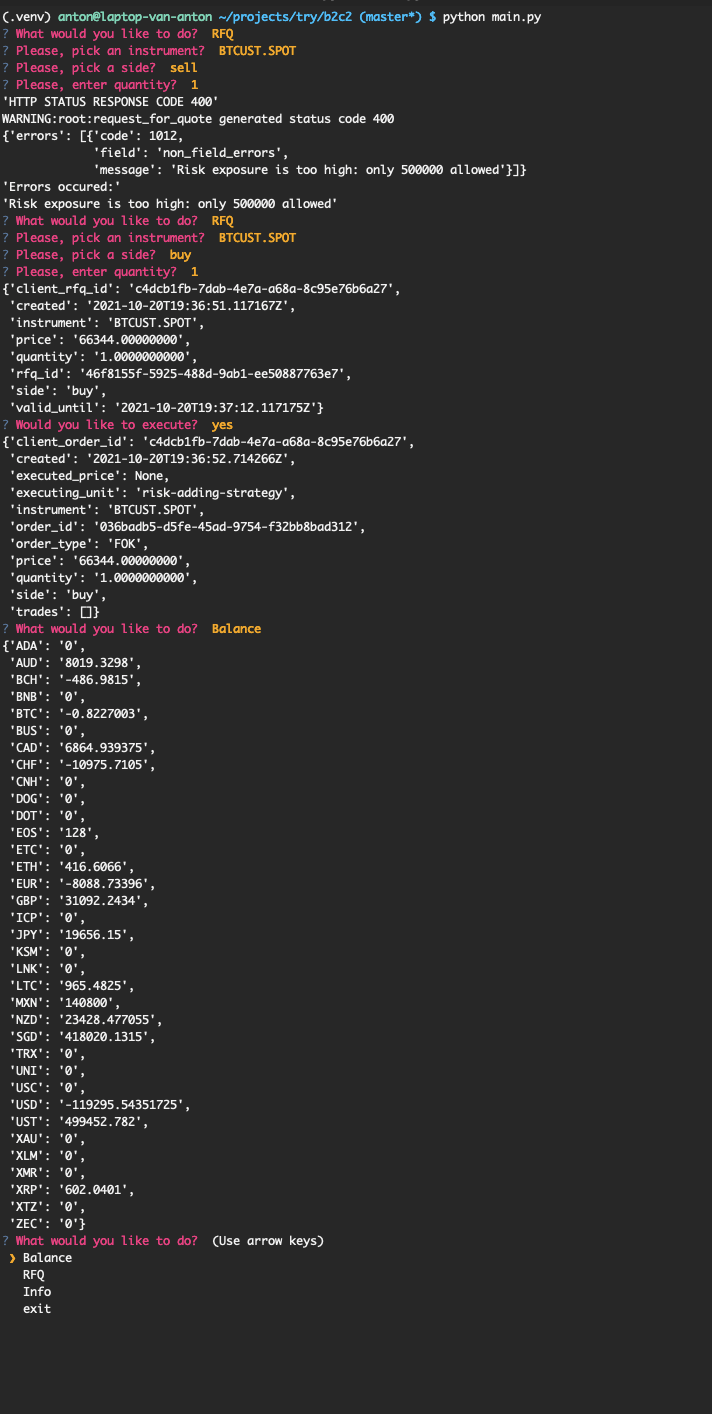 (.venv) anton@laptop-van-anton ~/projects/try/b2c2 (master*) $ python main.py
? What would you like to do?  RFQ
? Please, pick an instrument?  BTCUST.SPOT
? Please, pick a side?  sell
? Please, enter quantity?  1
'HTTP STATUS RESPONSE CODE 400'
WARNING:root:request_for_quote generated status code 400
{'errors': [{'code': 1012,
             'field': 'non_field_errors',
             'message': 'Risk exposure is too high: only 500000 allowed'}]}
'Errors occured:'
'Risk exposure is too high: only 500000 allowed'
? What would you like to do?  RFQ
? Please, pick an instrument?  BTCUST.SPOT
? Please, pick a side?  buy
? Please, enter quantity?  1
{'client_rfq_id': 'c4dcb1fb-7dab-4e7a-a68a-8c95e76b6a27',
 'created': '2021-10-20T19:36:51.117167Z',
 'instrument': 'BTCUST.SPOT',
 'price': '66344.00000000',
 'quantity': '1.0000000000',
 'rfq_id': '46f8155f-5925-488d-9ab1-ee50887763e7',
 'side': 'buy',
 'valid_until': '2021-10-20T19:37:12.117175Z'}
? Would you like to execute?  yes
{'client_order_id': 'c4dcb1fb-7dab-4e7a-a68a-8c95e76b6a27',
 'created': '2021-10-20T19:36:52.714266Z',
 'executed_price': None,
 'executing_unit': 'risk-adding-strategy',
 'instrument': 'BTCUST.SPOT',
 'order_id': '036badb5-d5fe-45ad-9754-f32bb8bad312',
 'order_type': 'FOK',
 'price': '66344.00000000',
 'quantity': '1.0000000000',
 'side': 'buy',
 'trades': []}
? What would you like to do?  Balance
{'ADA': '0',
 'AUD': '8019.3298',
 'BCH': '-486.9815',
 'BNB': '0',
 'BTC': '-0.8227003',
 'BUS': '0',
 'CAD': '6864.939375',
 'CHF': '-10975.7105',
 'CNH': '0',
 'DOG': '0',
 'DOT': '0',
 'EOS': '128',
 'ETC': '0',
 'ETH': '416.6066',
 'EUR': '-8088.73396',
 'GBP': '31092.2434',
 'ICP': '0',
 'JPY': '19656.15',
 'KSM': '0',
 'LNK': '0',
 'LTC': '965.4825',
 'MXN': '140800',
 'NZD': '23428.477055',
 'SGD': '418020.1315',
 'TRX': '0',
 'UNI': '0',
 'USC': '0',
 'USD': '-119295.54351725',
 'UST': '499452.782',
 'XAU': '0',
 'XLM': '0',
 'XMR': '0',
 'XRP': '602.0401',
 'XTZ': '0',
 'ZEC': '0'}
? What would you like to do?  (Use arrow keys)
 ❯ Balance
   RFQ
   Info
   exit